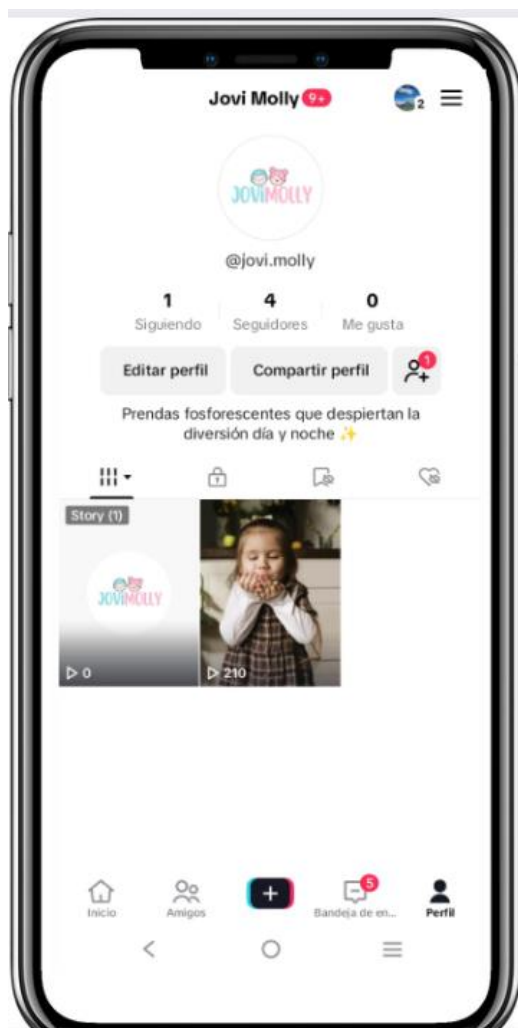 Jovi Molly 9+
2
JOVIMOLLY
@jovi.molly
1 4 0
Siguiendo Seguidores Me gusta
Editar perfil Compartir perfil 1
Prendas fosforescentes que despiertan la
diversión día y noche ✨
Story (1)
JOVIMOLLY
0 210
5
Inicio Amigos Bandeja de en... Perfil